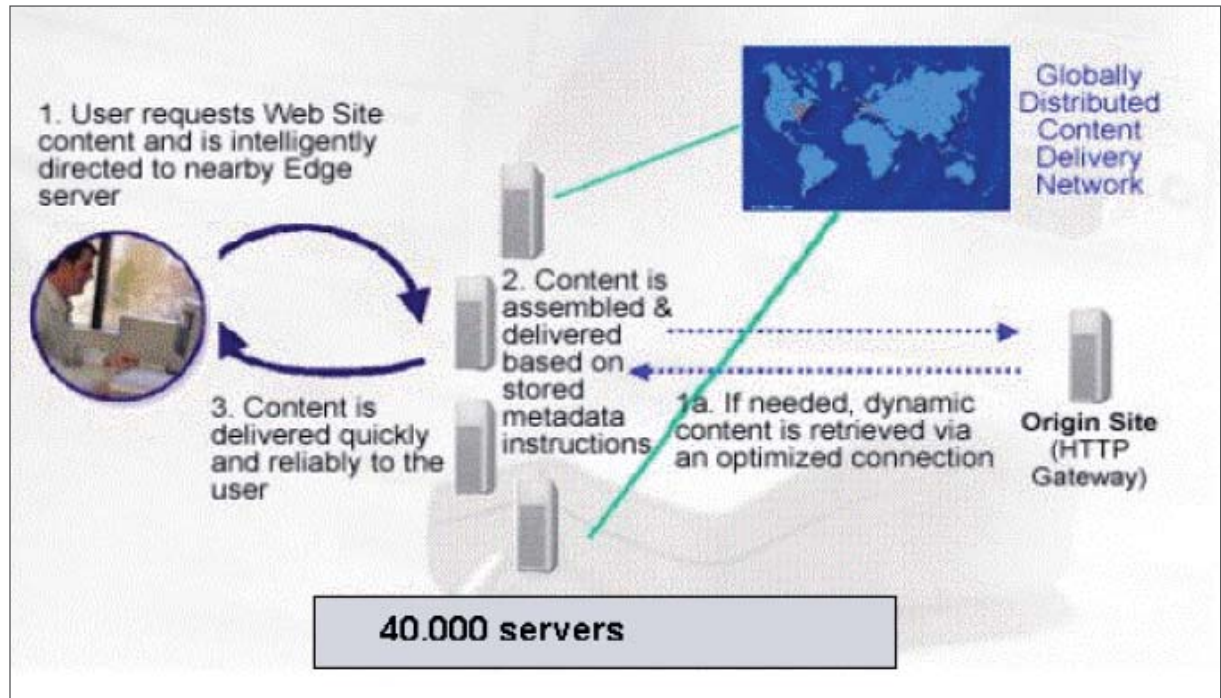 1. User requests Web Site
content and is intelligently
directed to nearby Edge
server
Globally
Distributed
Content
Delivery
Network
2. Content is
assembled &
delivered
based on
stored
metadata
instructions
3. Content is
delivered quickly
and reliably to the
user
1a. If needed, dynamic
content is retrieved via
an optimized connection
Origin Site
(HTTP
Gateway)
40.000 servers